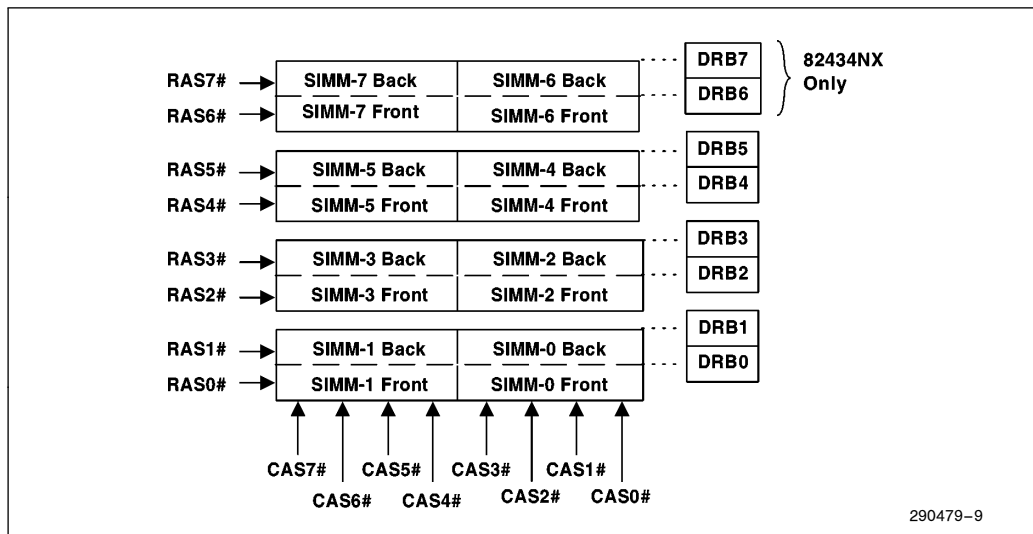 DRB7
82434NX
RAS7# SIMM-7 Back SIMM-6 Back
Only
DRB6
RAS6# SIMM-7 Front SIMM-6 Front
DRB5
RAS5# SIMM-5 Back SIMM-4 Back
DRB4
RAS4# SIMM-5 Front SIMM-4 Front
DRB3
RAS3# SIMM-3 Back SIMM-2 Back
DRB2
RAS2# SIMM-3 Front SIMM-2 Front
DRB1
RAS1# SIMM-1 Back SIMM-0 Back
DRB0
RAS0# SIMM-1 Front SIMM-0 Front
CAS7# CAS5# CAS3# CAS1#
CAS6# CAS4# CAS2# CAS0#
290479–9